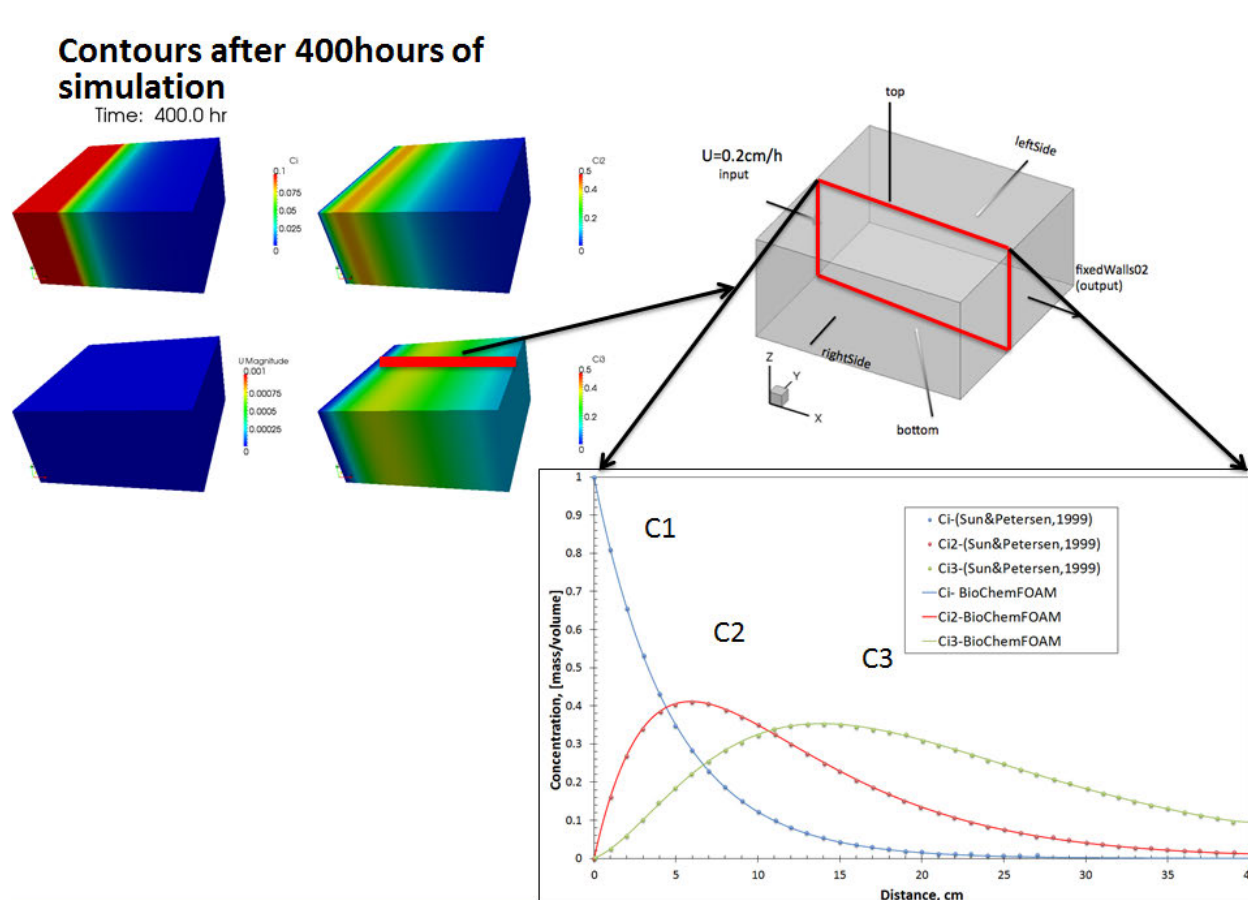 Contours after 400hours of
simulation
Time: 400.0 hr
Ci
0.1
0.075
0.05
0.025
0
Ci2
0.5
0.4
0.2
0
U Magnitude
0.001
0.00075
0.0005
0.00025
0
Ci3
0.5
0.4
0.2
0
top
leftSide
U=0.2cm/h
input
fixedWalls02
(output)
rightSide
bottom
Z
Y
X
C1
C2
C3
Ci-(Sun&Petersen,1999)
Ci2-(Sun&Petersen,1999)
Ci3-(Sun&Petersen,1999)
Ci- BioChemFOAM
Ci2-BioChemFOAM
Ci3-BioChemFOAM
Concentration, [mass/volume]
1
0.9
0.8
0.7
0.6
0.5
0.4
0.3
0.2
0.1
0
0 5 10 15 20 25 30 35
Distance, cm